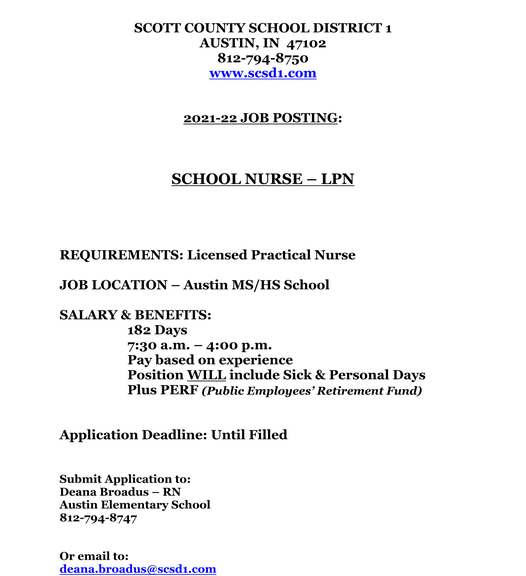 SCOTT COUNTY SCHOOL DISTRICT 1
AUSTIN, IN 47102
812-794-8750
www.scsd1.com
2021-22 JOB POSTING:
SCHOOL NURSE – LPN
REQUIREMENTS: Licensed Practical Nurse
JOB LOCATION – Austin MS/HS School
SALARY & BENEFITS:
182 Days
7:30 a.m. – 4:00 p.m.
Pay based on experience
Position WILL include Sick & Personal Days
Plus PERF (Public Employees’ Retirement Fund)
Application Deadline: Until Filled
Submit Application to:
Deana Broadus – RN
Austin Elementary School
812-794-8747
Or email to:
deana.broadus@scsd1.com